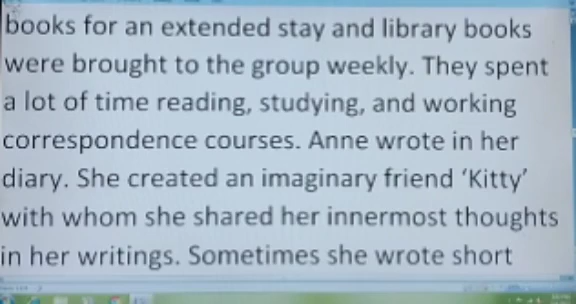 books for an extended stay and library books
were brought to the group weekly. They spent
a lot of time reading, studying, and working
correspondence courses. Anne wrote in her
diary. She created an imaginary friend ‘Kitty’
with whom she shared her innermost thoughts
in her writings. Sometimes she wrote short